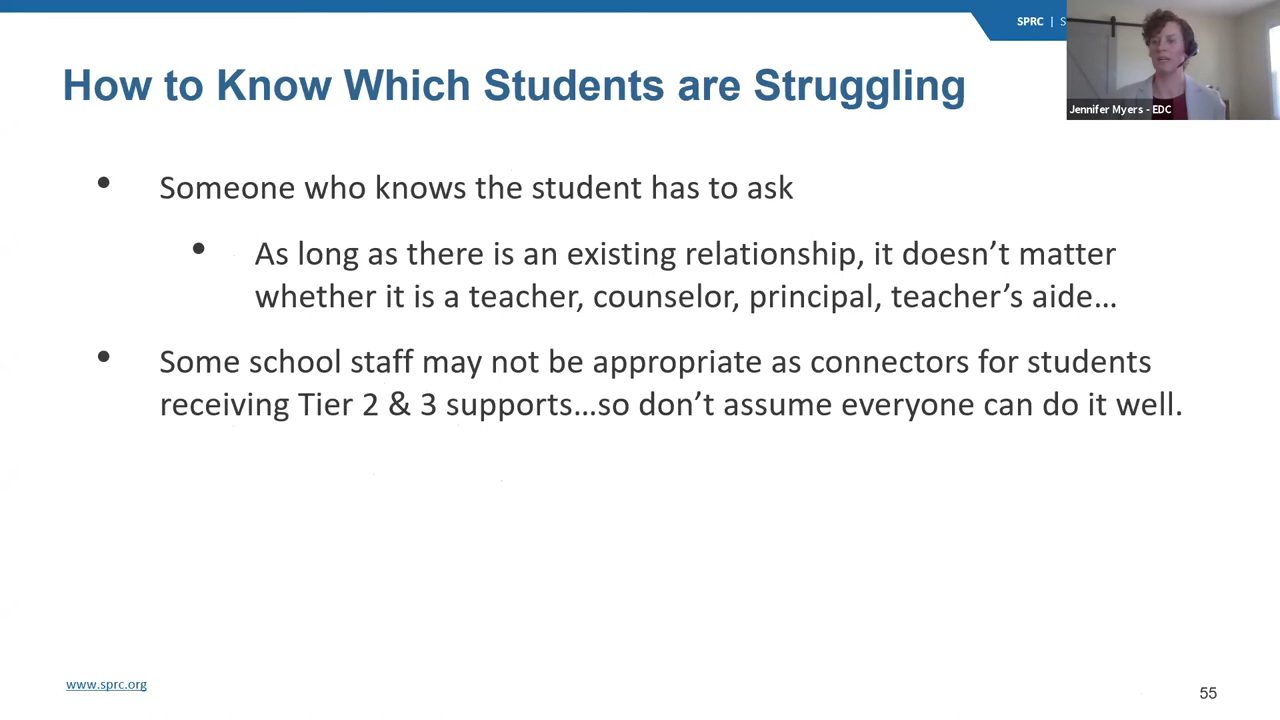 SPRC | S
Jennifer Myers - EDC
How to Know Which Students are Struggling
• Someone who knows the student has to ask
• As long as there is an existing relationship, it doesn’t matter
whether it is a teacher, counselor, principal, teacher’s aide…
• Some school staff may not be appropriate as connectors for students
receiving Tier 2 & 3 supports…so don’t assume everyone can do it well.
www.sprc.org
55